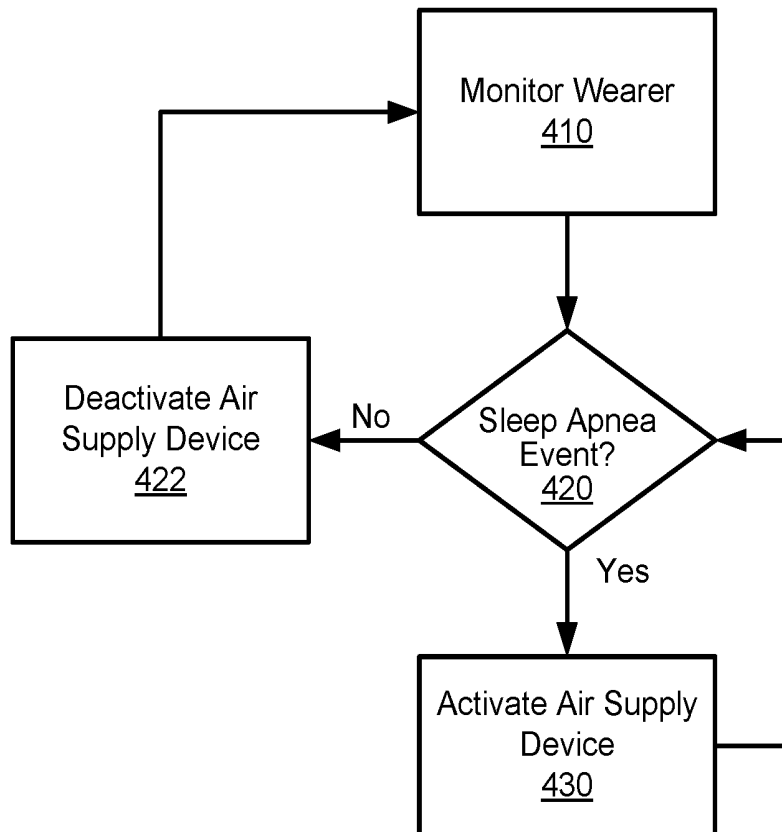 Monitor Wearer
410
Deactivate Air
Supply Device
422
No
Sleep Apnea
Event?
420
Yes
Activate Air Supply
Device
430